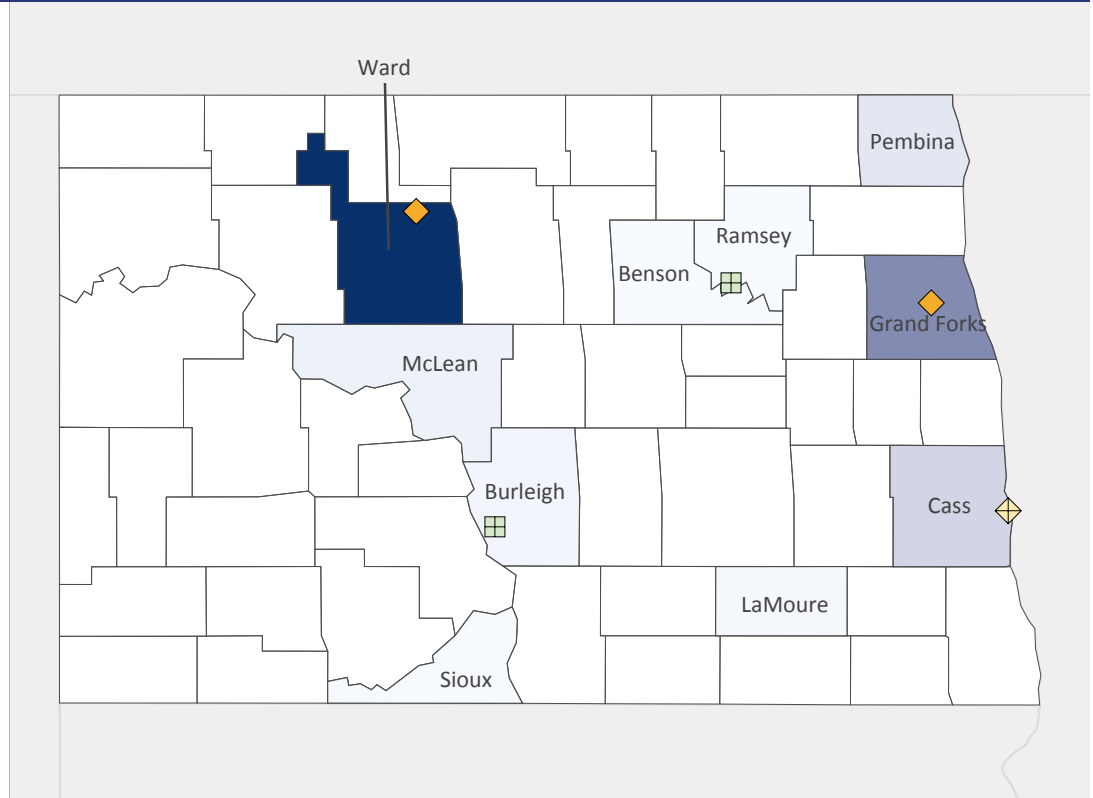 Ward
Pembina
Ramsey
Benson
Grand Forks
McLean
Burleigh
Cass
LaMoure
Sioux